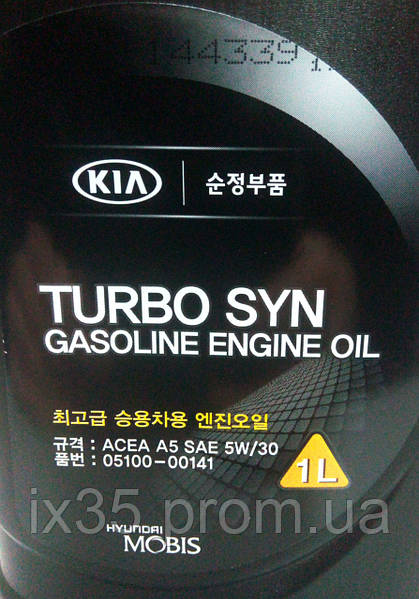 KIA 순정부품
TURBO SYN
GASOLINE ENGINE OIL
최고급 승용차용 엔진오일
규격 : ACEA A5 SAE 5W/30
품번 : 05100-00141
1L
ix35.prom.ua
HYUNDAI
MOBIS